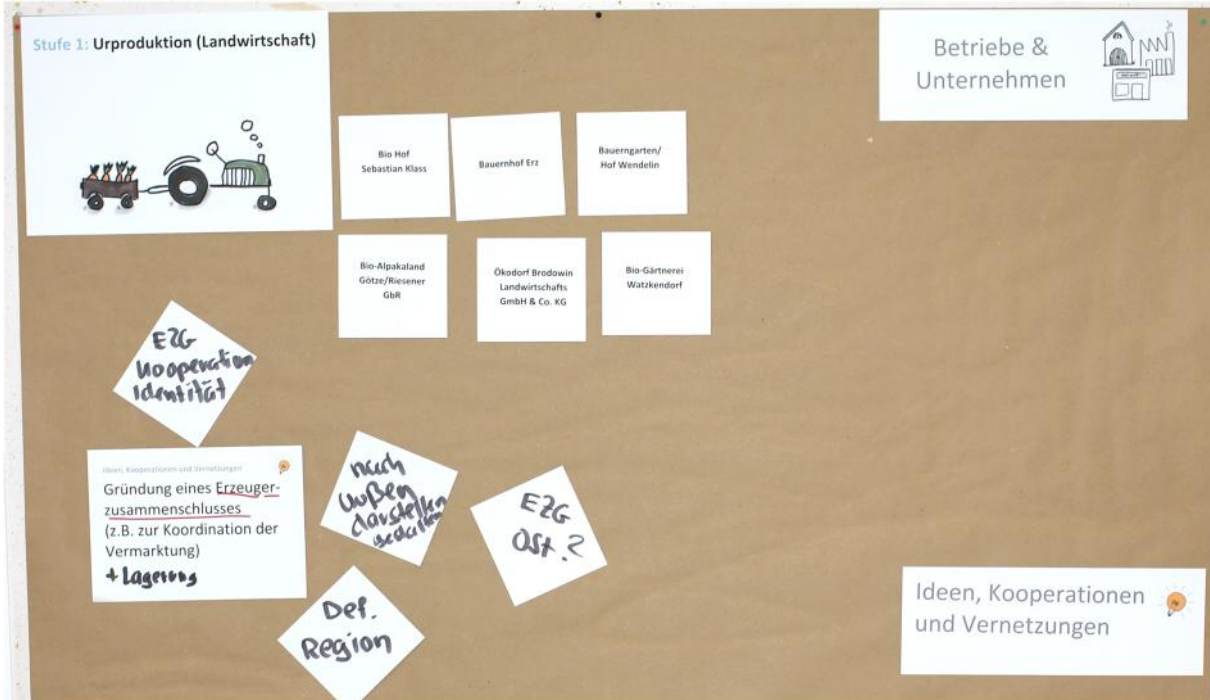 Stufe 1: Urproduktion (Landwirtschaft)
Betriebe &
Unternehmen
Bio Hof
Sebastian Klass
Bauernhof Erz
Bauerngarten/
Hof Wendelin
Bio-Alpakaland
Götze/Riesener
GbR
Ökodorf Brodowin
Landwirtschafts
GmbH & Co. KG
Bio-Gärtnerei
Watzkendorf
EZG
Kooperation
Identität
Ideen, Kooperationen und Vernetzungen
Gründung eines Erzeuger-
zusammenschlusses
(z.B. zur Koordination der
Vermarktung)
+ Lagerung
nach
außen
darstellen
EZG
Ost?
Def.
Region
Ideen, Kooperationen
und Vernetzungen